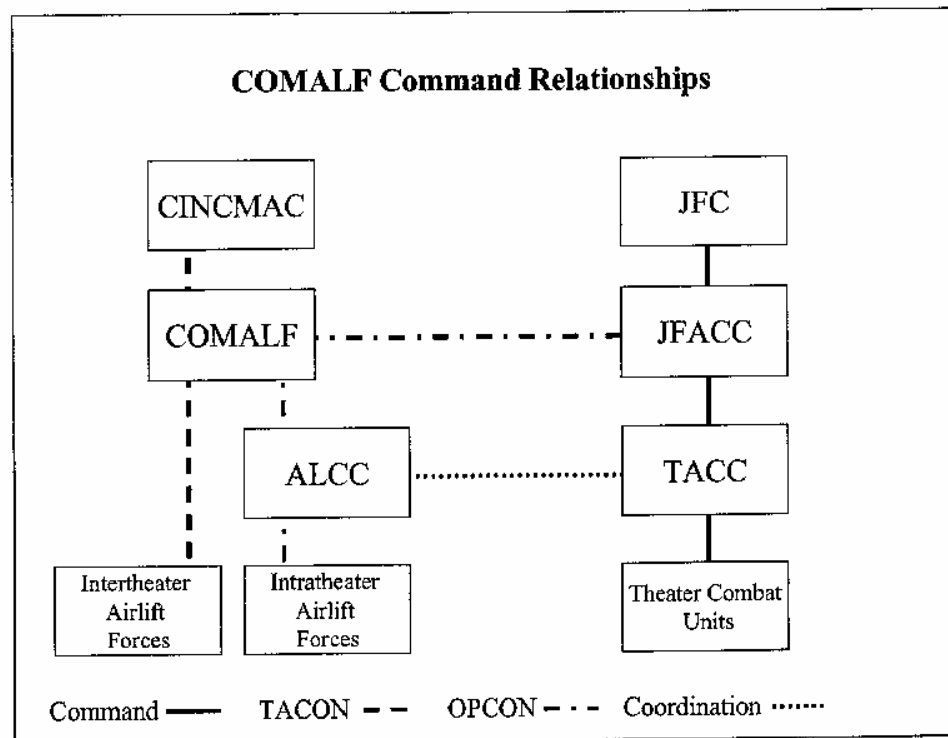 COMALF Command Relationships
CINCMAC
JFC
COMALF
JFACC
ALCC
TACC
Intertheater
Airlift
Forces
Intratheater
Airlift
Forces
Theater Combat
Units
Command
TACON
OPCON
Coordination